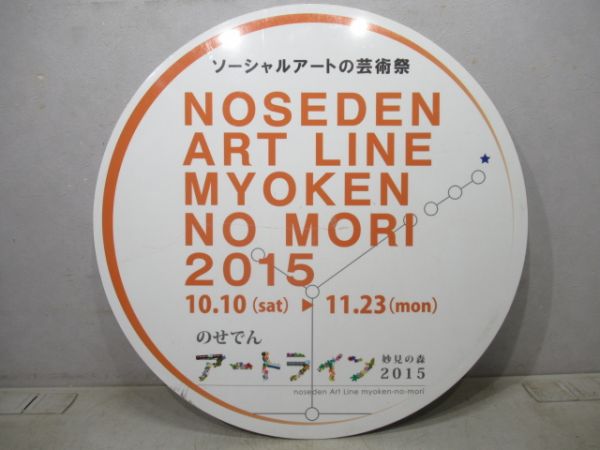 ソーシャルアートの芸術祭
NOSEDEN
ART LINE
MYOKEN
NO MORI
2015
10.10(sat) ▶ 11.23(mon)
のせでん
アートライン 妙見の森 2015
noseden Art Line myoken-no-mori